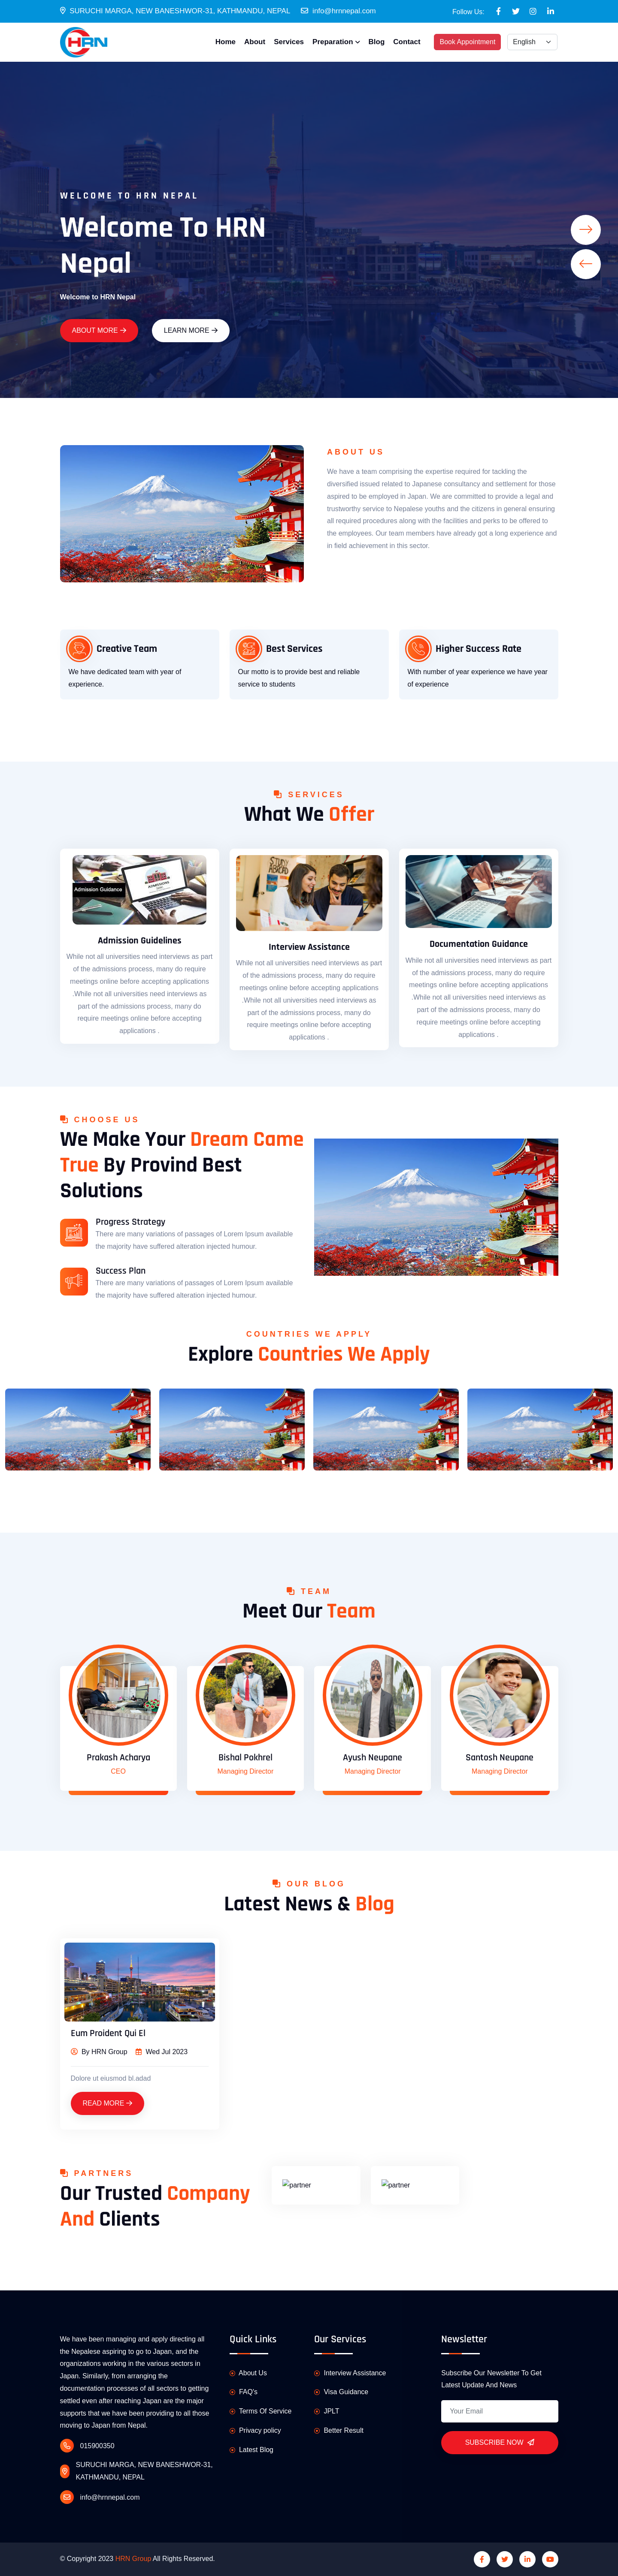 SURUCHI MARGA, NEW BANESHWOR-31, KATHMANDU, NEPAL info@hrnnepal.com Follow Us:
HRN Home About Services Preparation Blog Contact Book Appointment English
WELCOME TO HRN NEPAL
Welcome To HRN
Nepal
Welcome to HRN Nepal
ABOUT MORE LEARN MORE
ABOUT US
We have a team comprising the expertise required for tackling the
diversified issued related to Japanese consultancy and settlement for those
aspired to be employed in Japan. We are committed to provide a legal and
trustworthy service to Nepalese youths and the citizens in general ensuring
all required procedures along with the facilities and perks to be offered to
the employees. Our team members have already got a long experience and
in field achievement in this sector.
Creative Team
We have dedicated team with year of
experience.
Best Services
Our motto is to provide best and reliable
service to students
Higher Success Rate
With number of year experience we have year
of experience
SERVICES
What We Offer
Admission Guidance
ADMISSIONS
Admission Guidelines
While not all universities need interviews as part
of the admissions process, many do require
meetings online before accepting applications
.While not all universities need interviews as
part of the admissions process, many do
require meetings online before accepting
applications .
STUDY
ABROAD
Interview Assistance
While not all universities need interviews as part
of the admissions process, many do require
meetings online before accepting applications
.While not all universities need interviews as
part of the admissions process, many do
require meetings online before accepting
applications .
Documentation Guidance
While not all universities need interviews as part
of the admissions process, many do require
meetings online before accepting applications
.While not all universities need interviews as
part of the admissions process, many do
require meetings online before accepting
applications .
CHOOSE US
We Make Your Dream Came
True By Provind Best
Solutions
Progress Strategy
There are many variations of passages of Lorem Ipsum available
the majority have suffered alteration injected humour.
Success Plan
There are many variations of passages of Lorem Ipsum available
the majority have suffered alteration injected humour.
COUNTRIES WE APPLY
Explore Countries We Apply
TEAM
Meet Our Team
Prakash Acharya
CEO
Bishal Pokhrel
Managing Director
Ayush Neupane
Managing Director
Santosh Neupane
Managing Director
OUR BLOG
Latest News & Blog
Eum Proident Qui El
By HRN Group Wed Jul 2023
Dolore ut eiusmod bl.adad
READ MORE
PARTNERS
Our Trusted Company
And Clients
partner partner
We have been managing and apply directing all
the Nepalese aspiring to go to Japan, and the
organizations working in the various sectors in
Japan. Similarly, from arranging the
documentation processes of all sectors to getting
settled even after reaching Japan are the major
supports that we have been providing to all those
moving to Japan from Nepal.
015900350
SURUCHI MARGA, NEW BANESHWOR-31,
KATHMANDU, NEPAL
info@hrnnepal.com
Quick Links
About Us
FAQ's
Terms Of Service
Privacy policy
Latest Blog
Our Services
Interview Assistance
Visa Guidance
JPLT
Better Result
Newsletter
Subscribe Our Newsletter To Get
Latest Update And News
Your Email
SUBSCRIBE NOW
© Copyright 2023 HRN Group All Rights Reserved.